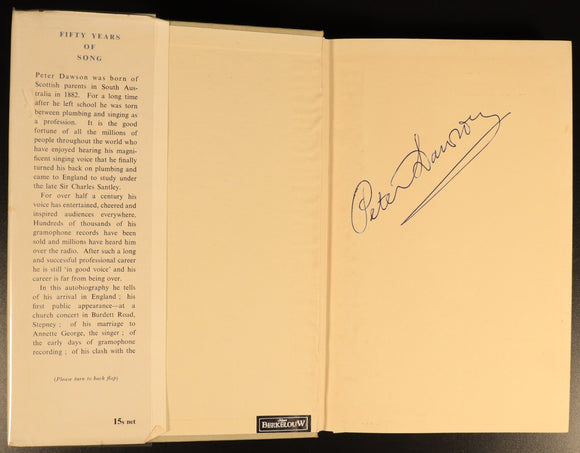 FIFTY YEARS
OF
SONG
Peter Dawson was born of
Scottish parents in South Aus-
tralia in 1882. For a long time
after he left school he was torn
between plumbing and singing as
a profession. It is the good
fortune of all the millions of
people throughout the world who
have enjoyed hearing his magni-
ficent singing voice that he finally
turned his back on plumbing and
came to England to study under
the late Sir Charles Santley.
For over half a century his
voice has entertained, cheered and
inspired audiences everywhere.
Hundreds of thousands of his
gramophone records have been
sold and millions have heard him
over the radio. After such a long
and successful professional career
he is still 'in good voice' and his
career is far from being over.
In this autobiography he tells
of his arrival in England ; his
first public appearance—at a
church concert in Burdett Road,
Stepney ; of his marriage to
Annette George, the singer ; of
the early days of gramophone
recording ; of his clash with the
(Please turn to back flap)
15s net
BERKELOUW
Peter Dawson